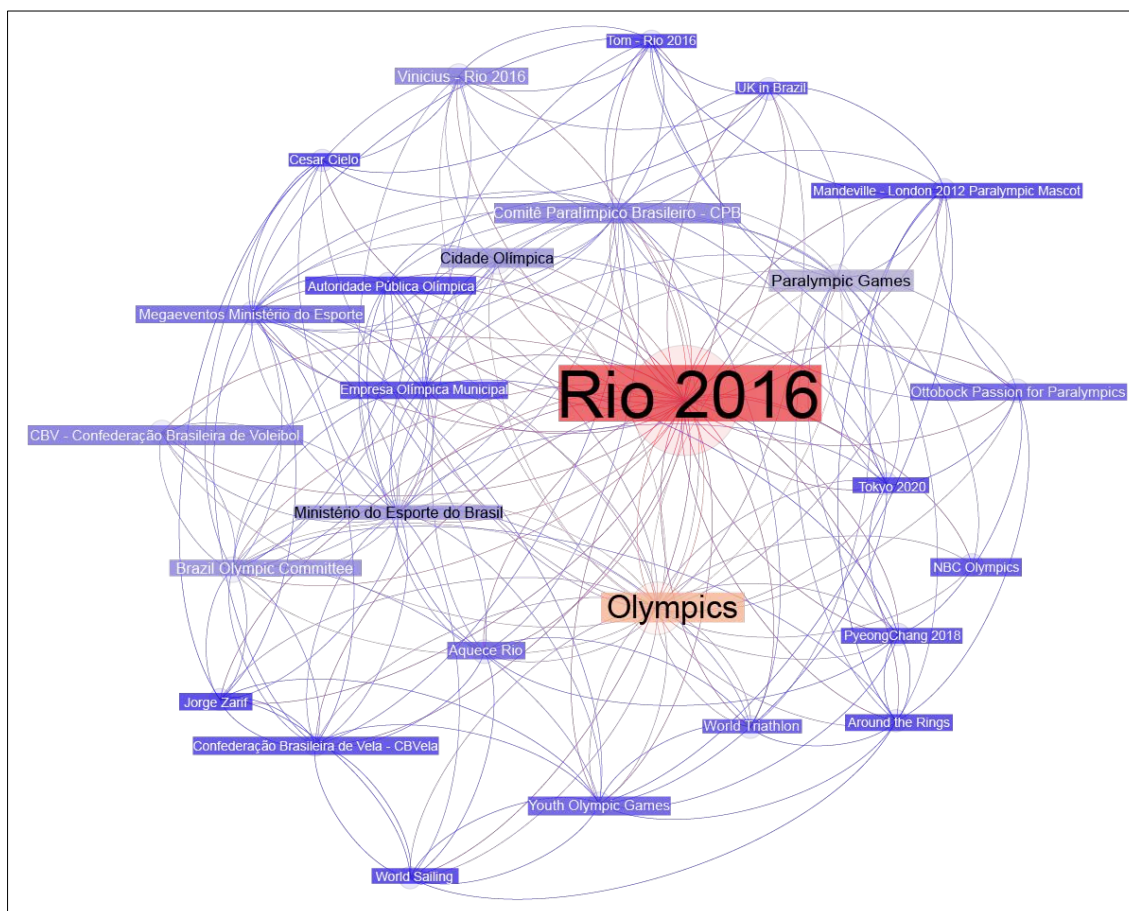 Tom - Rio 2016
Vinicius - Rio 2016
UK in Brazil
Cesar Cielo
Mandeville - London 2012 Paralympic Mascot
Comitê Paralímpico Brasileiro - CPB
Cidade Olímpica
Paralympic Games
Autoridade Pública Olímpica
Megaeventos Ministério do Esporte
Empresa Olímpica Municipal
Rio 2016
Ottobock Passion for Paralympics
CBV - Confederação Brasileira de Voleibol
Tokyo 2020
Ministério do Esporte do Brasil
Brazil Olympic Committee
NBC Olympics
Olympics
PyeongChang 2018
Aquece Rio
Jorge Zarif
Around the Rings
World Triathlon
Confederação Brasileira de Vela - CBVela
Youth Olympic Games
World Sailing